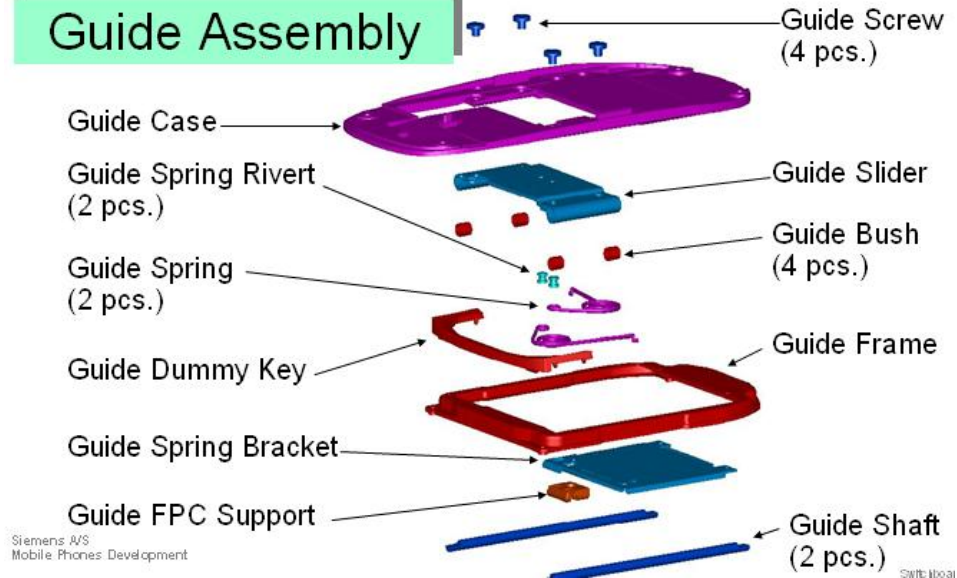 Guide Assembly
Guide Screw
(4 pcs.)
Guide Case
Guide Spring Rivert
(2 pcs.)
Guide Slider
Guide Bush
(4 pcs.)
Guide Spring
(2 pcs.)
Guide Frame
Guide Dummy Key
Guide Spring Bracket
Guide FPC Support
Guide Shaft
(2 pcs.)
Siemens A/S
Mobile Phones Development